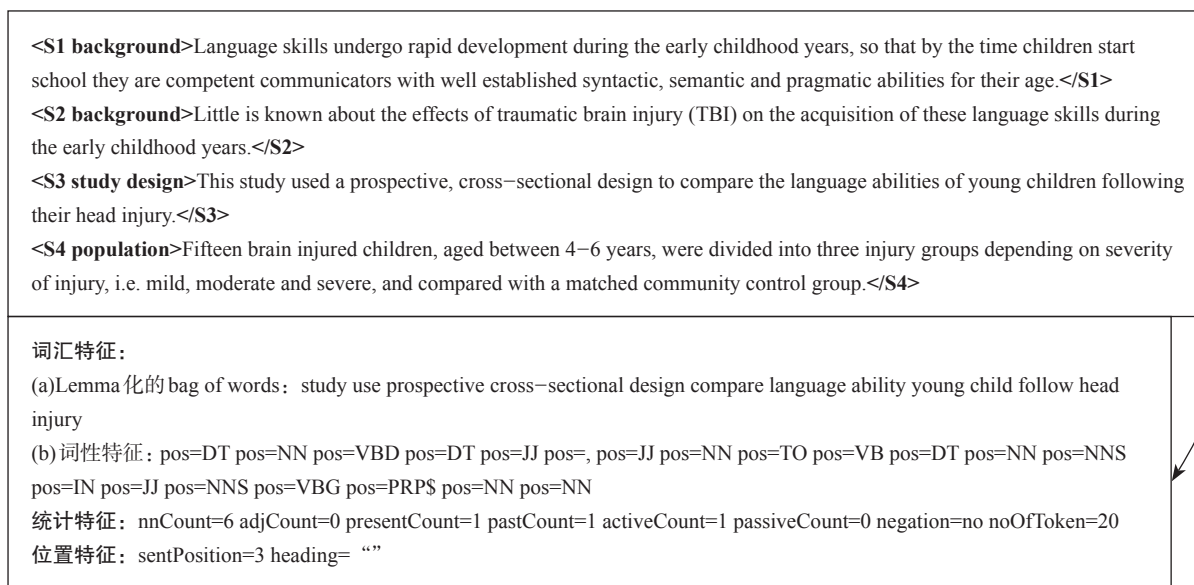 <S1 background>Language skills undergo rapid development during the early childhood years, so that by the time children start
school they are competent communicators with well established syntactic, semantic and pragmatic abilities for their age.</S1>
<S2 background>Little is known about the effects of traumatic brain injury (TBI) on the acquisition of these language skills during
the early childhood years.</S2>
<S3 study design>This study used a prospective, cross−sectional design to compare the language abilities of young children following
their head injury.</S3>
<S4 population>Fifteen brain injured children, aged between 4−6 years, were divided into three injury groups depending on severity
of injury, i.e. mild, moderate and severe, and compared with a matched community control group.</S4>
词汇特征：
(a)Lemma化的bag of words：study use prospective cross−sectional design compare language ability young child follow head
injury
(b)词性特征：pos=DT pos=NN pos=VBD pos=DT pos=JJ pos=, pos=JJ pos=NN pos=TO pos=VB pos=DT pos=NN pos=NNS
pos=IN pos=JJ pos=NNS pos=VBG pos=PRP$ pos=NN pos=NN
统计特征：nnCount=6 adjCount=0 presentCount=1 pastCount=1 activeCount=1 passiveCount=0 negation=no noOfToken=20
位置特征：sentPosition=3 heading=“”